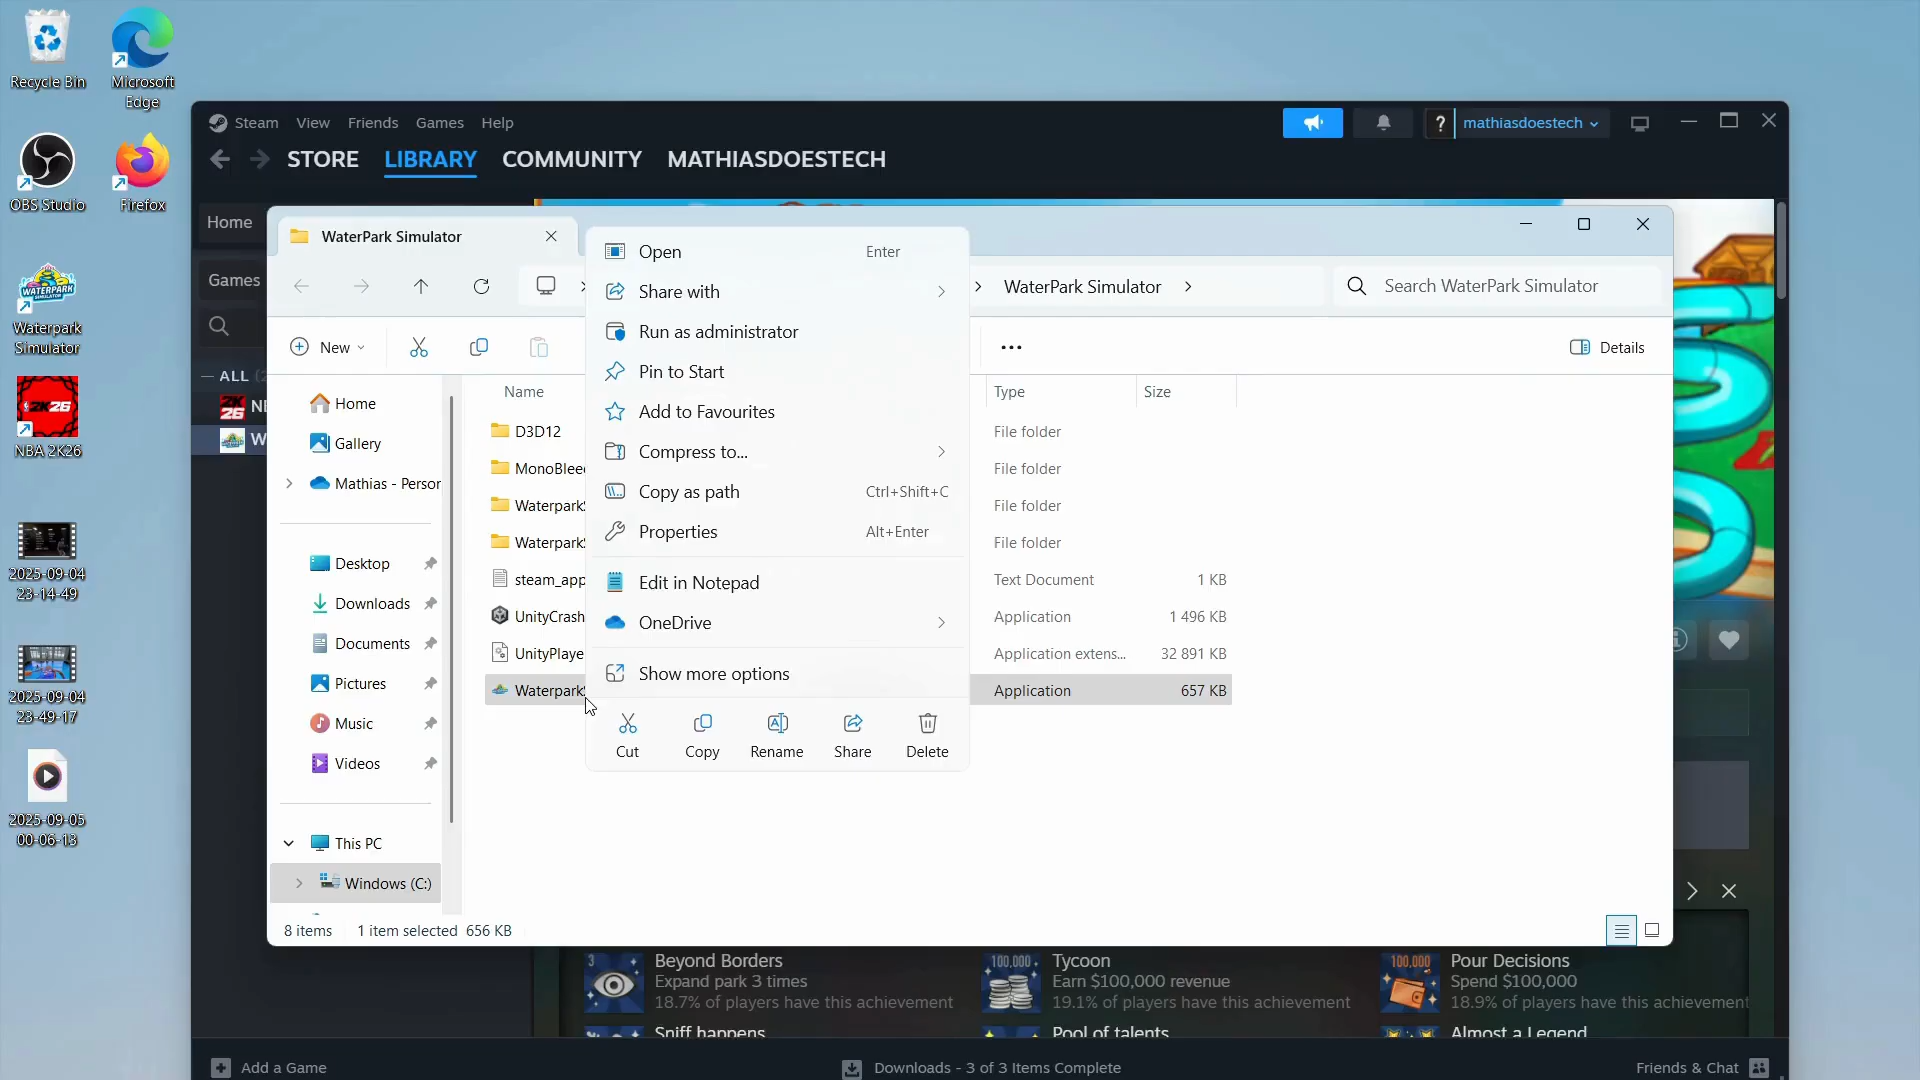 Recycle Bin
Microsoft
Edge
OBS Studio
Firefox
Waterpark
Simulator
NBA 2K26
2025-09-04
23-14-49
2025-09-04
23-49-17
2025-09-05
00-06-13
Steam View Friends Games Help
mathiasdoestech
STORE LIBRARY COMMUNITY MATHIASDOESTECH
Home
Games
ALL
WaterPark Simulator
WaterPark Simulator
Search WaterPark Simulator
New
Details
Home
Gallery
Mathias - Person
Desktop
Downloads
Documents
Pictures
Music
Videos
This PC
Windows (C:)
Name Type Size
D3D12 File folder
MonoBlee File folder
Waterpark File folder
Waterpark File folder
steam_app Text Document 1 KB
UnityCrash Application 1 496 KB
UnityPlaye Application extens... 32 891 KB
Waterpark Application 657 KB
Open Enter
Share with
Run as administrator
Pin to Start
Add to Favourites
Compress to...
Copy as path Ctrl+Shift+C
Properties Alt+Enter
Edit in Notepad
OneDrive
Show more options
Cut Copy Rename Share Delete
8 items 1 item selected 656 KB
3
Beyond Borders
Expand park 3 times
18.7% of players have this achievement
100,000
Tycoon
Earn $100,000 revenue
19.1% of players have this achievement
100,000
Pour Decisions
Spend $100,000
18.9% of players have this achievement
Sniff happens
Pool of talents
Almost a Legend
Add a Game
Downloads - 3 of 3 Items Complete
Friends & Chat